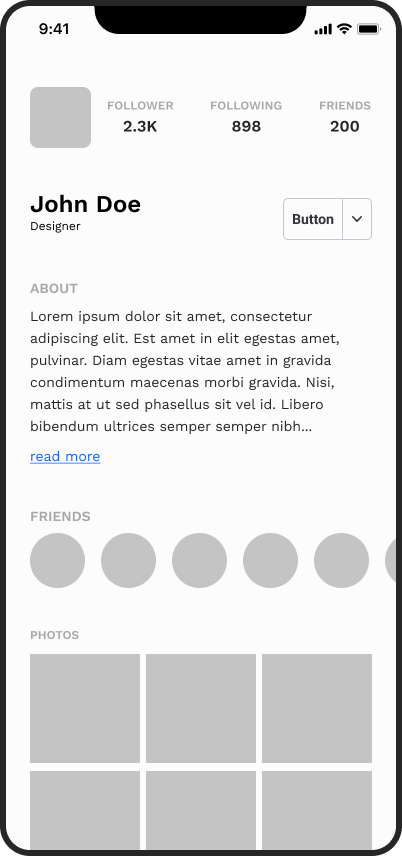 9:41
FOLLOWER FOLLOWING FRIENDS
2.3K 898 200
John Doe
Designer
Button
ABOUT
Lorem ipsum dolor sit amet, consectetur
adipiscing elit. Est amet in elit egestas amet,
pulvinar. Diam egestas vitae amet in gravida
condimentum maecenas morbi gravida. Nisi,
mattis at ut sed phasellus sit vel id. Libero
bibendum ultrices semper semper nibh...
read more
FRIENDS
PHOTOS